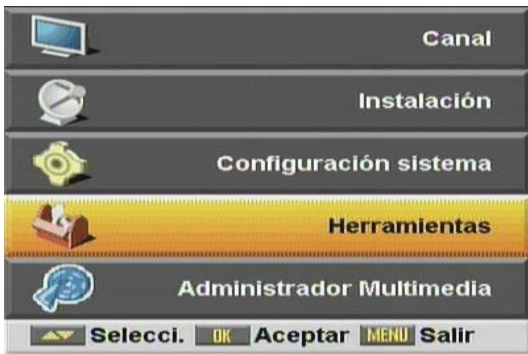 Canal
Instalación
Configuración sistema
Herramientas
Administrador Multimedia
Selecci. OK Aceptar MENU Salir